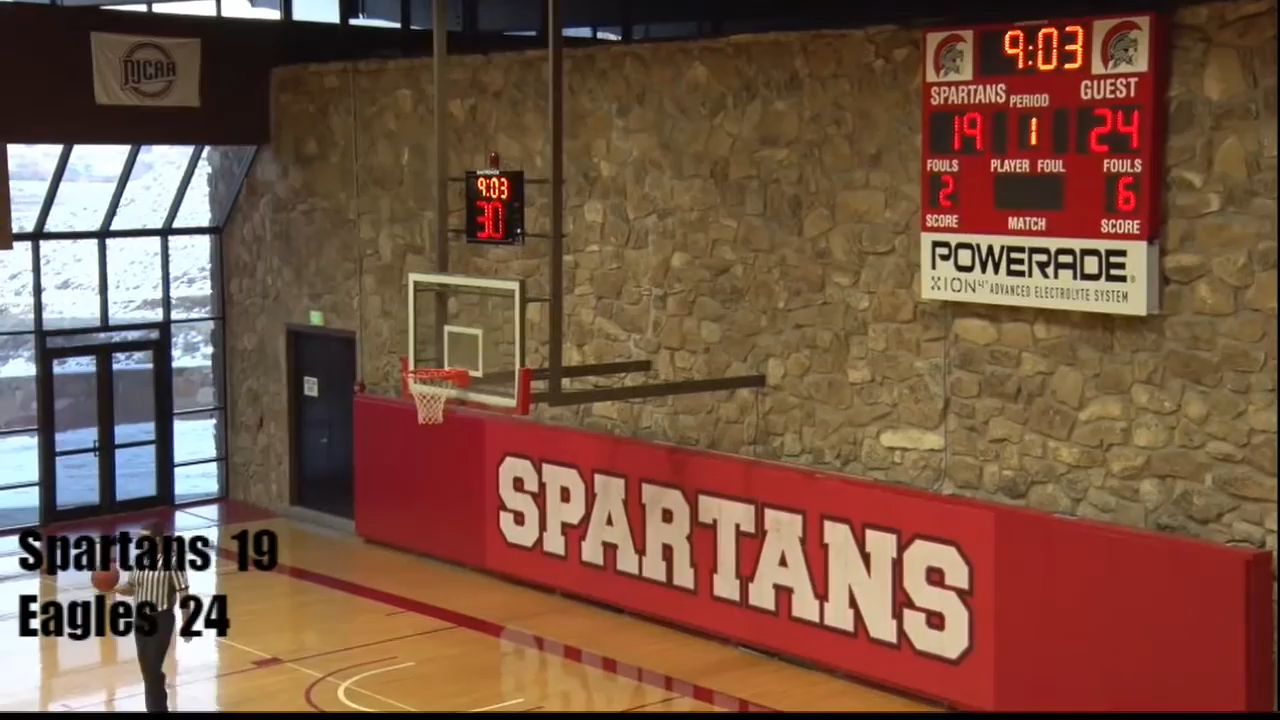 NJCAA
9:03
SPARTANS PERIOD GUEST
19 1 24
FOULS PLAYER FOUL FOULS
2 6
SCORE MATCH SCORE
POWERADE
XION4 ADVANCED ELECTROLYTE SYSTEM
9:03
30
SPARTANS
Spartans 19
Eagles 24